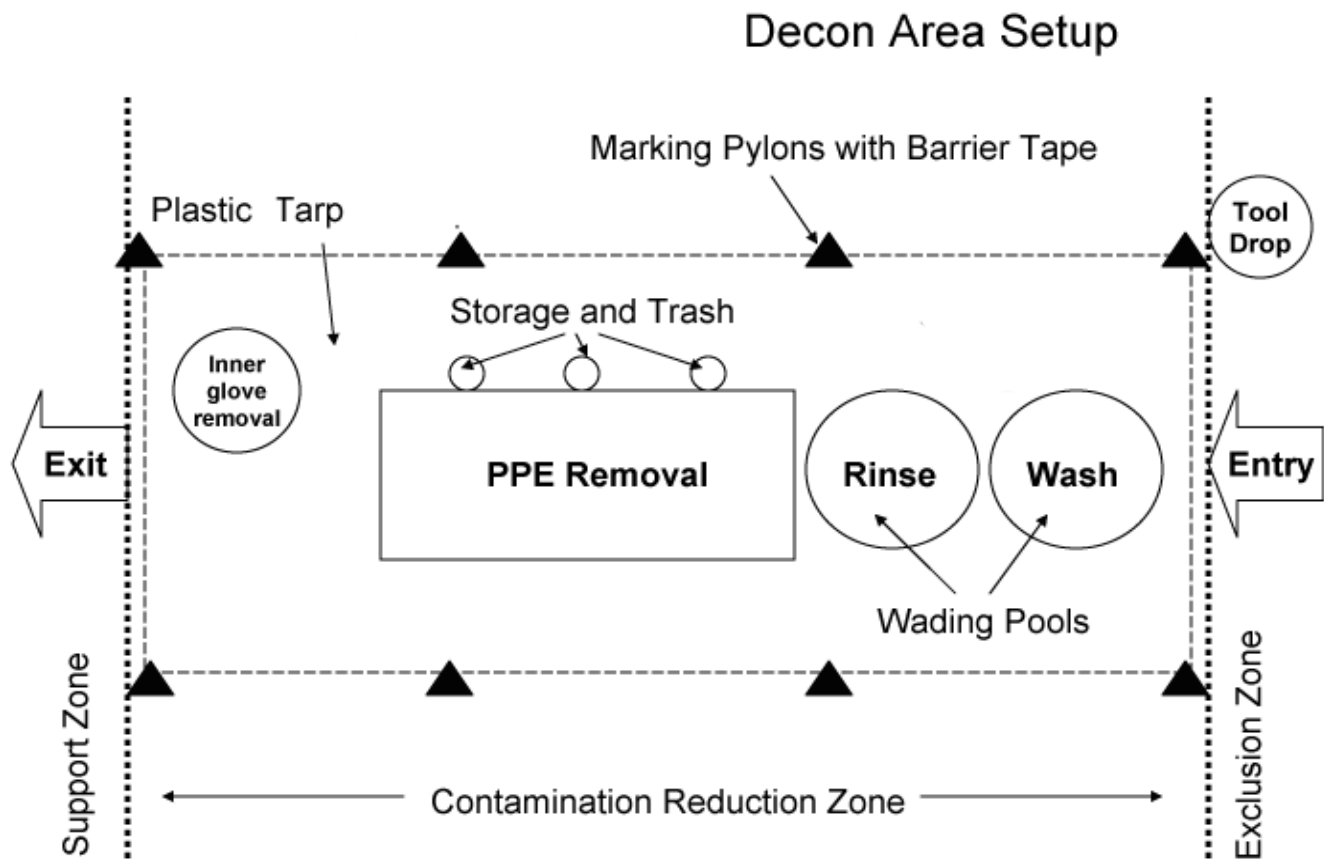 Decon Area Setup
Marking Pylons with Barrier Tape
Plastic Tarp
Tool
Drop
Storage and Trash
Inner
glove
removal
Exit
PPE Removal
Rinse
Wash
Entry
Wading Pools
Support Zone
Exclusion Zone
Contamination Reduction Zone